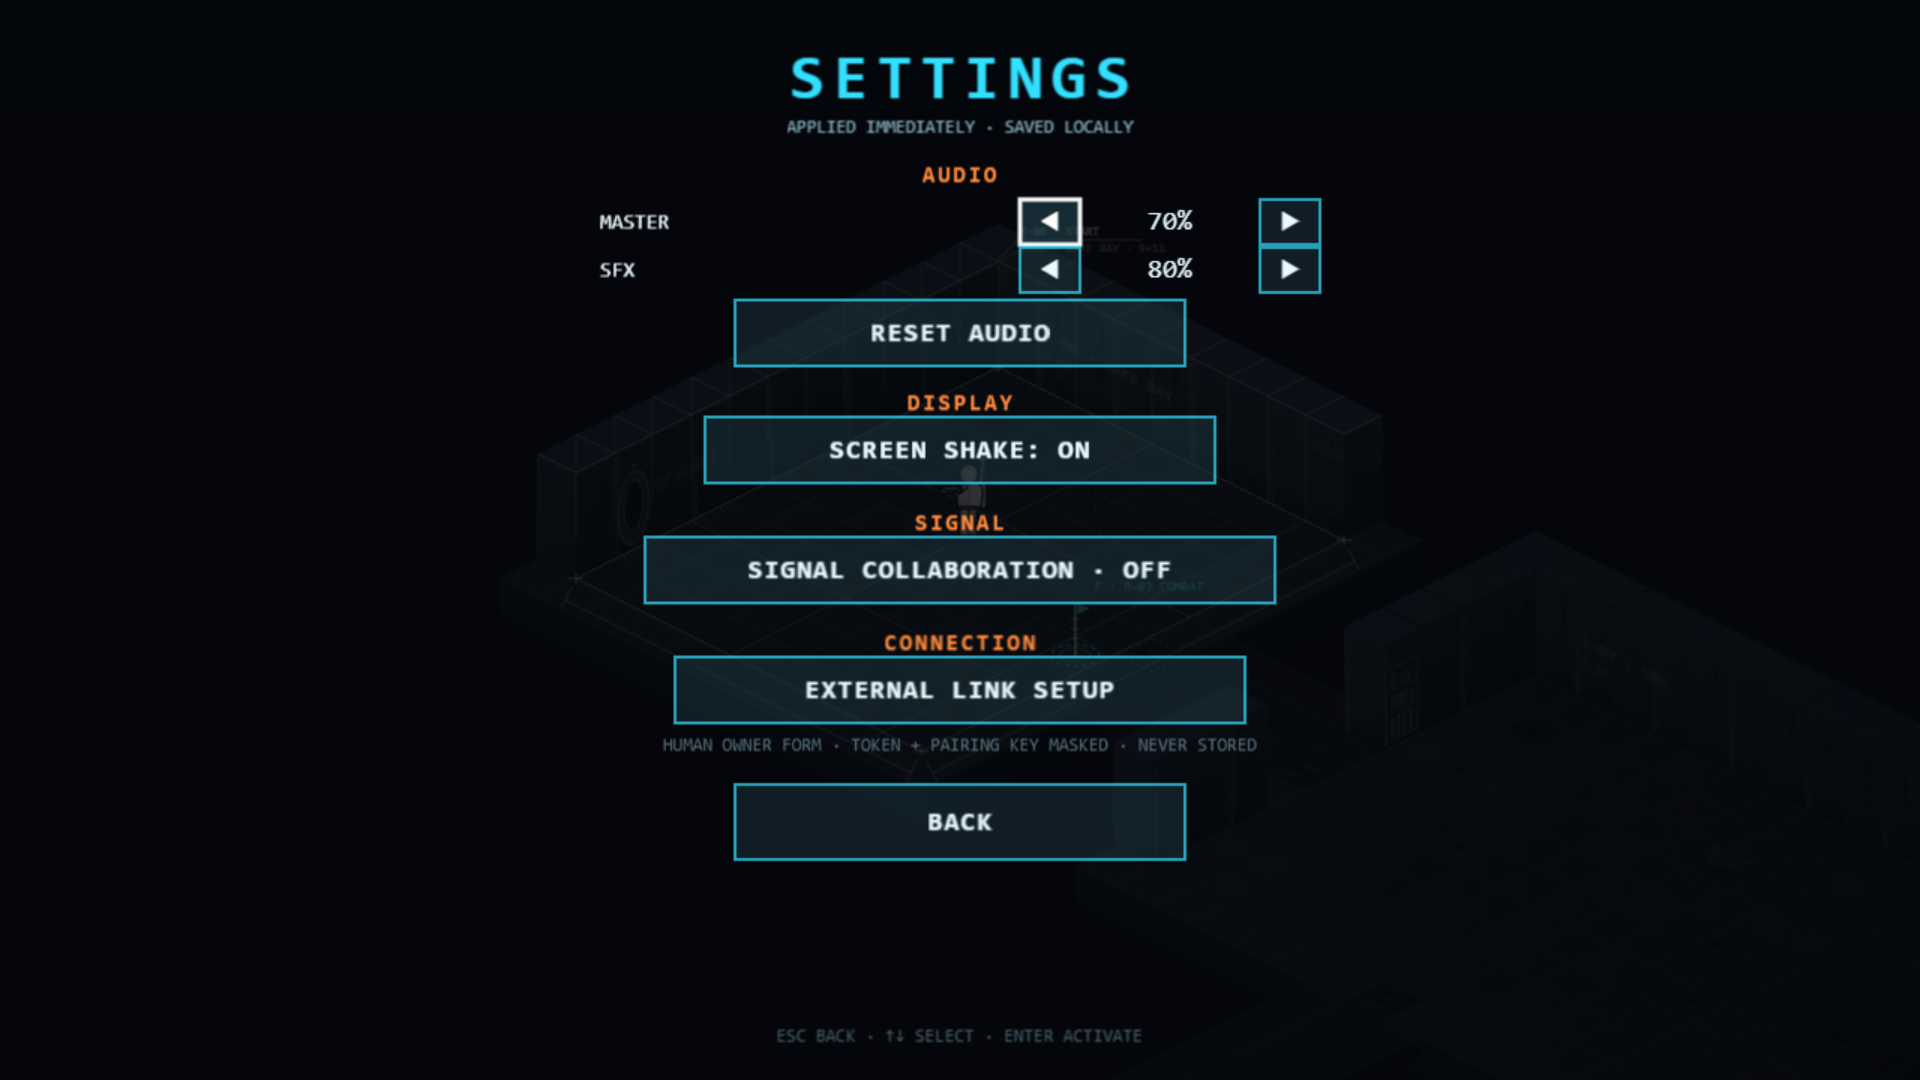 SETTINGS
APPLIED IMMEDIATELY · SAVED LOCALLY
AUDIO
MASTER ◀ 70% ▶
SFX ◀ 80% ▶
RESET AUDIO
DISPLAY
SCREEN SHAKE: ON
SIGNAL
SIGNAL COLLABORATION · OFF
E · R-03 COMBAT
CONNECTION
EXTERNAL LINK SETUP
HUMAN OWNER FORM · TOKEN + PAIRING KEY MASKED · NEVER STORED
BACK
ESC BACK · ↑↓ SELECT · ENTER ACTIVATE